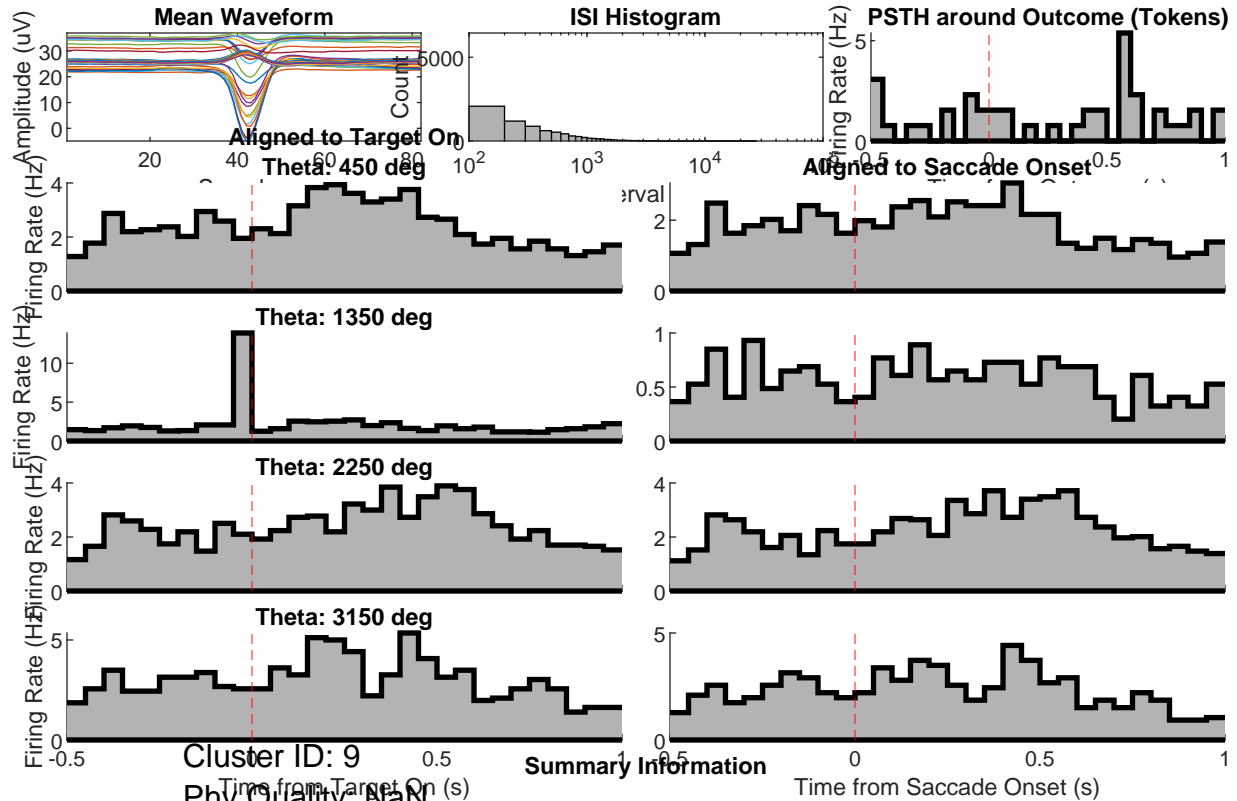 Mean Waveform
ISI Histogram
PSTH around Outcome (Tokens)
Amplitude (uV)
30
20
10
0
20
40
60
80
Count
5000
0
10^2
10^3
10^4
10^5
Firing Rate (Hz)
5
0
-0.5
0
0.5
1
Aligned to Target On
Theta: 450 deg
Aligned to Saccade Onset
Firing Rate (Hz)
4
2
0
2
0
Theta: 1350 deg
Firing Rate (Hz)
10
5
0
1
0.5
0
Theta: 2250 deg
Firing Rate (Hz)
4
2
0
4
2
0
Theta: 3150 deg
Firing Rate (Hz)
5
0
5
0
-0.5
0
0.5
1
-0.5
0
0.5
1
Cluster ID: 9
Time from Target On (s)
Summary Information
Time from Saccade Onset (s)
Phy Quality: NaN